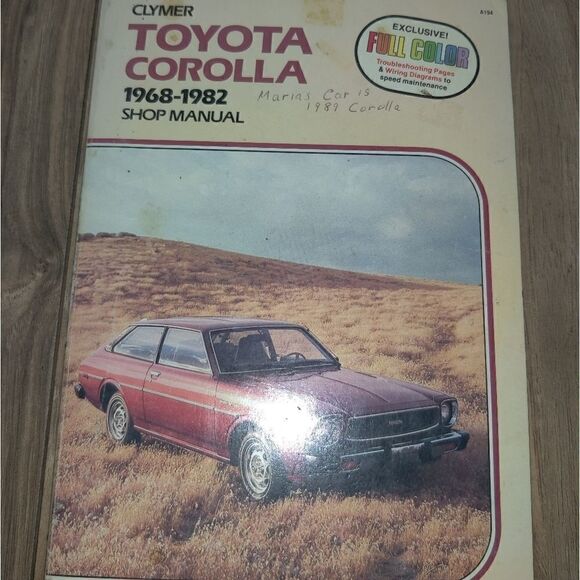 CLYMER
A194
TOYOTA
COROLLA
1968-1982
SHOP MANUAL
EXCLUSIVE!
FULL COLOR
Troubleshooting Pages
& Wiring Diagrams to
speed maintenance
Marias Car is
1989 Corolla